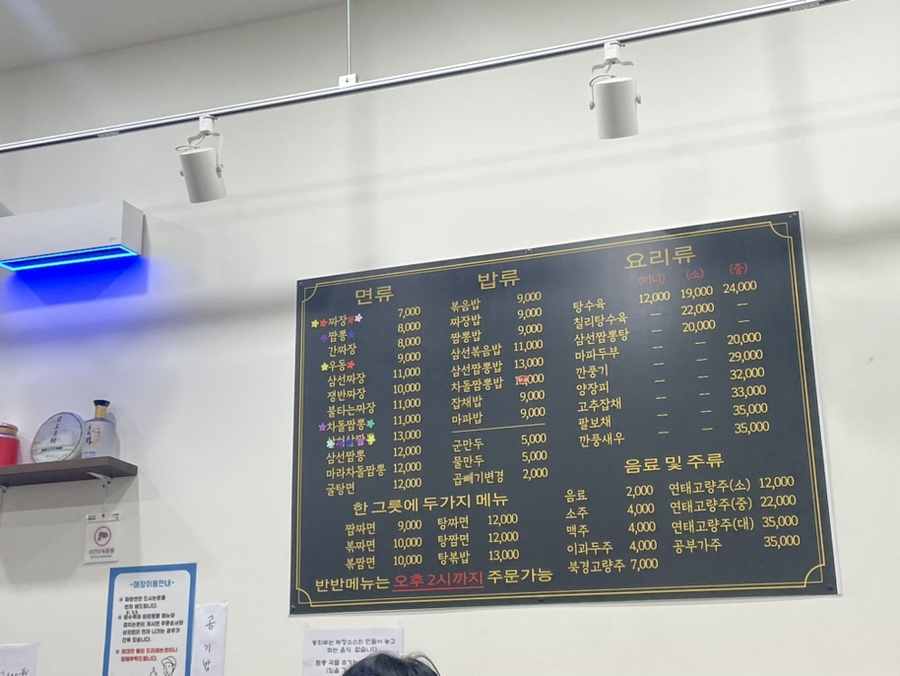 면류
짜장 7,000
짬뽕 8,000
간짜장 8,000
우동 9,000
삼선짜장 11,000
쟁반짜장 10,000
불타는짜장 11,000
차돌짬뽕 11,000
13,000
삼선짬뽕 12,000
마라차돌짬뽕 12,000
굴탕면 12,000
밥류
볶음밥 9,000
짜장밥 9,000
짬뽕밥 9,000
삼선볶음밥 11,000
삼선짬뽕밥 13,000
차돌짬뽕밥
잡채밥 9,000
마파밥 9,000
군만두 5,000
물만두 5,000
곱빼기변경 2,000
요리류
(미니) (소) (중)
탕수육 12,000 19,000 24,000
칠리탕수육 — 22,000 —
삼선짬뽕탕 — 20,000 —
마파두부 — — 20,000
깐풍기 — — 29,000
양장피 — — 32,000
고추잡채 — — 33,000
팔보채 — — 35,000
깐풍새우 — — 35,000
한 그릇에 두가지 메뉴
짬짜면 9,000 탕짜면 12,000
볶짜면 10,000 탕짬면 12,000
볶짬면 10,000 탕볶밥 13,000
반반메뉴는 오후 2시까지 주문가능
음료 및 주류
음료 2,000 연태고량주(소) 12,000
소주 4,000 연태고량주(중) 22,000
맥주 4,000 연태고량주(대) 35,000
이과두주 4,000 공부가주 35,000
북경고량주 7,000
CCTV녹화중
-매장이용안내-
공기밥